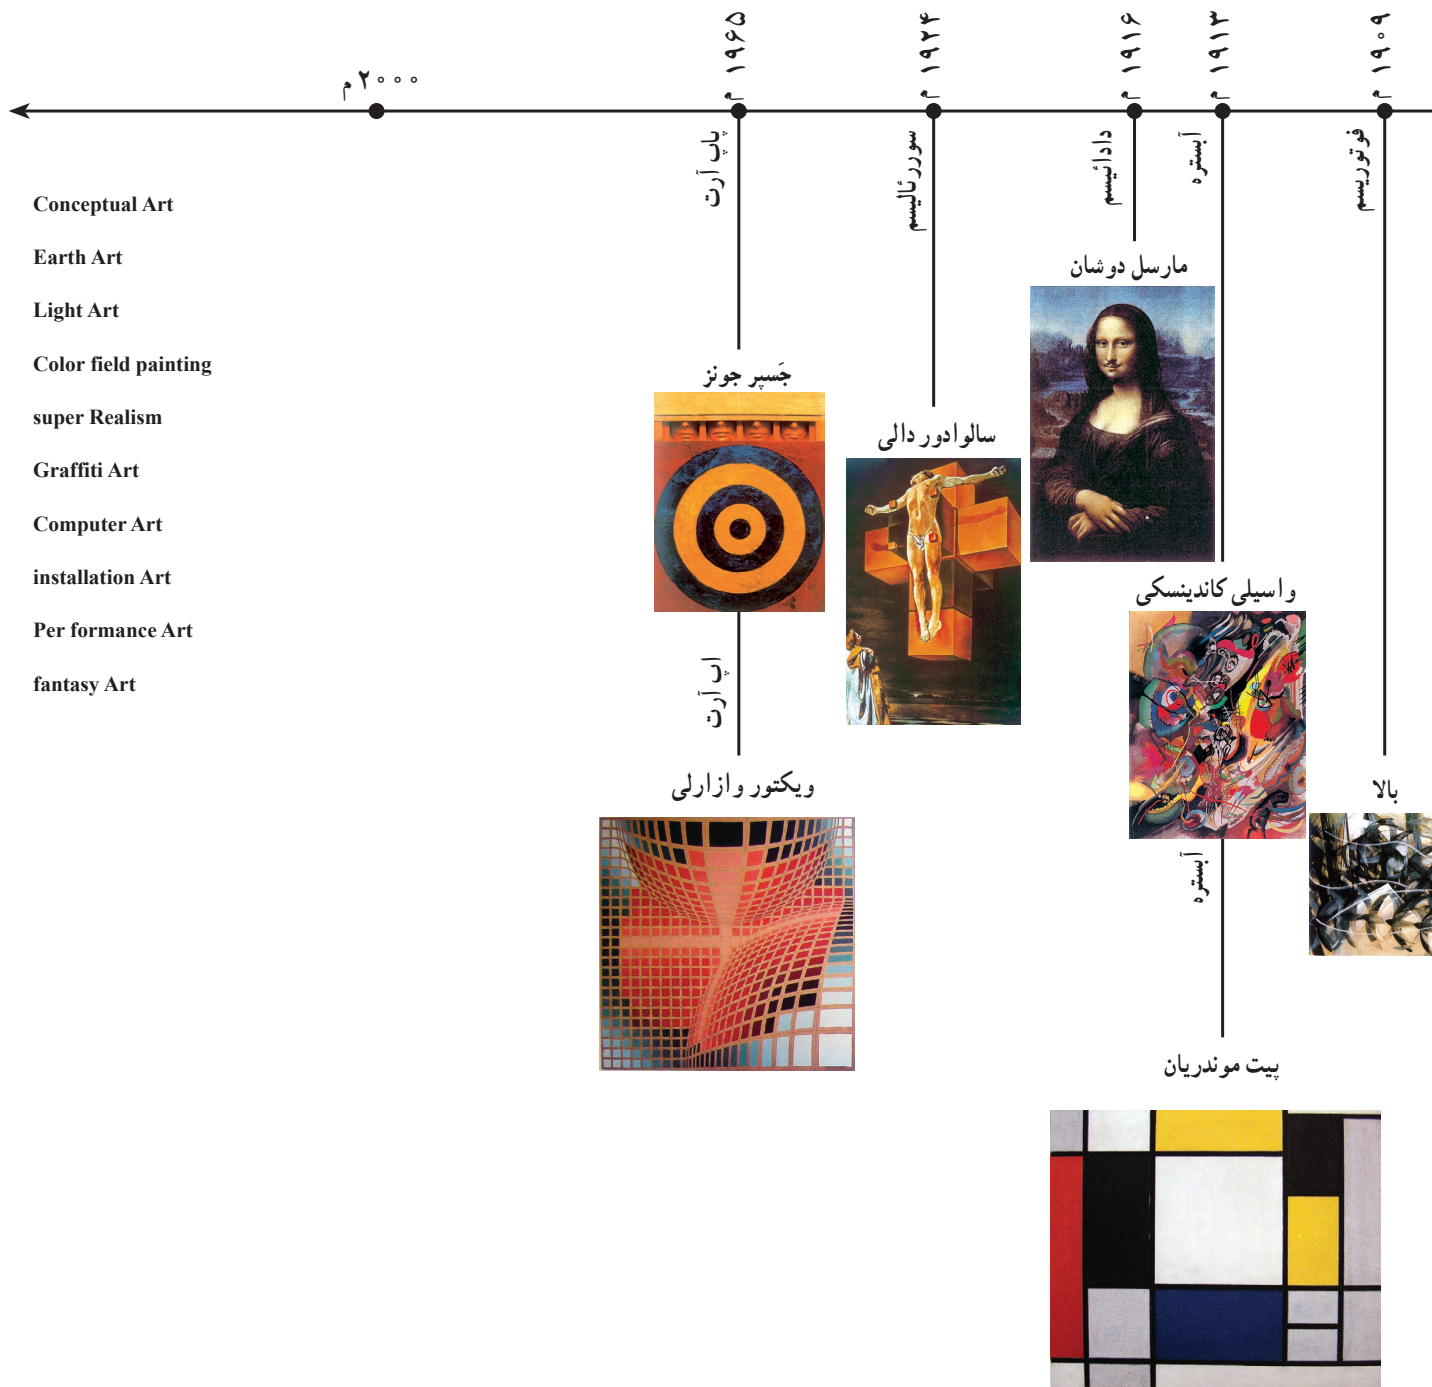 ۱۹۰۹ م
۱۹۱۳ م
۱۹۱۶ م
۱۹۲۴ م
۱۹۶۵ م
۲۰۰۰ م
فوتوریسم
آبستره
دادائیسم
سوررئالیسم
پاپ آرت
Conceptual Art
Earth Art
Light Art
Color field painting
super Realism
Graffiti Art
Computer Art
installation Art
Per formance Art
fantasy Art
مارسل دوشان
جَسپر جونز
سالوادور دالی
واسیلی کاندینسکی
اپ آرت
بالا
ویکتور وازارلی
آبستره
پیت موندریان